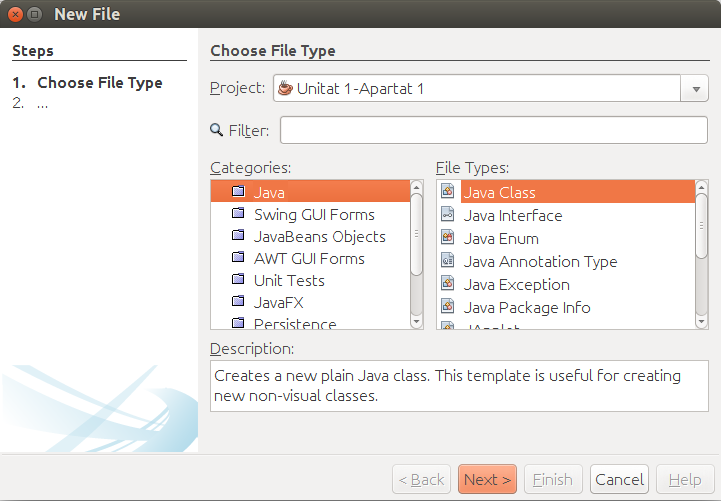 New File
Steps
1. Choose File Type
2. ...
Choose File Type
Project: Unitat 1-Apartat 1
Filter:
Categories:
Java
Swing GUI Forms
JavaBeans Objects
AWT GUI Forms
Unit Tests
JavaFX
Persistence
File Types:
Java Class
Java Interface
Java Enum
Java Annotation Type
Java Exception
Java Package Info
JApplet
Description:
Creates a new plain Java class. This template is useful for creating
new non-visual classes.
< Back Next > Finish Cancel Help